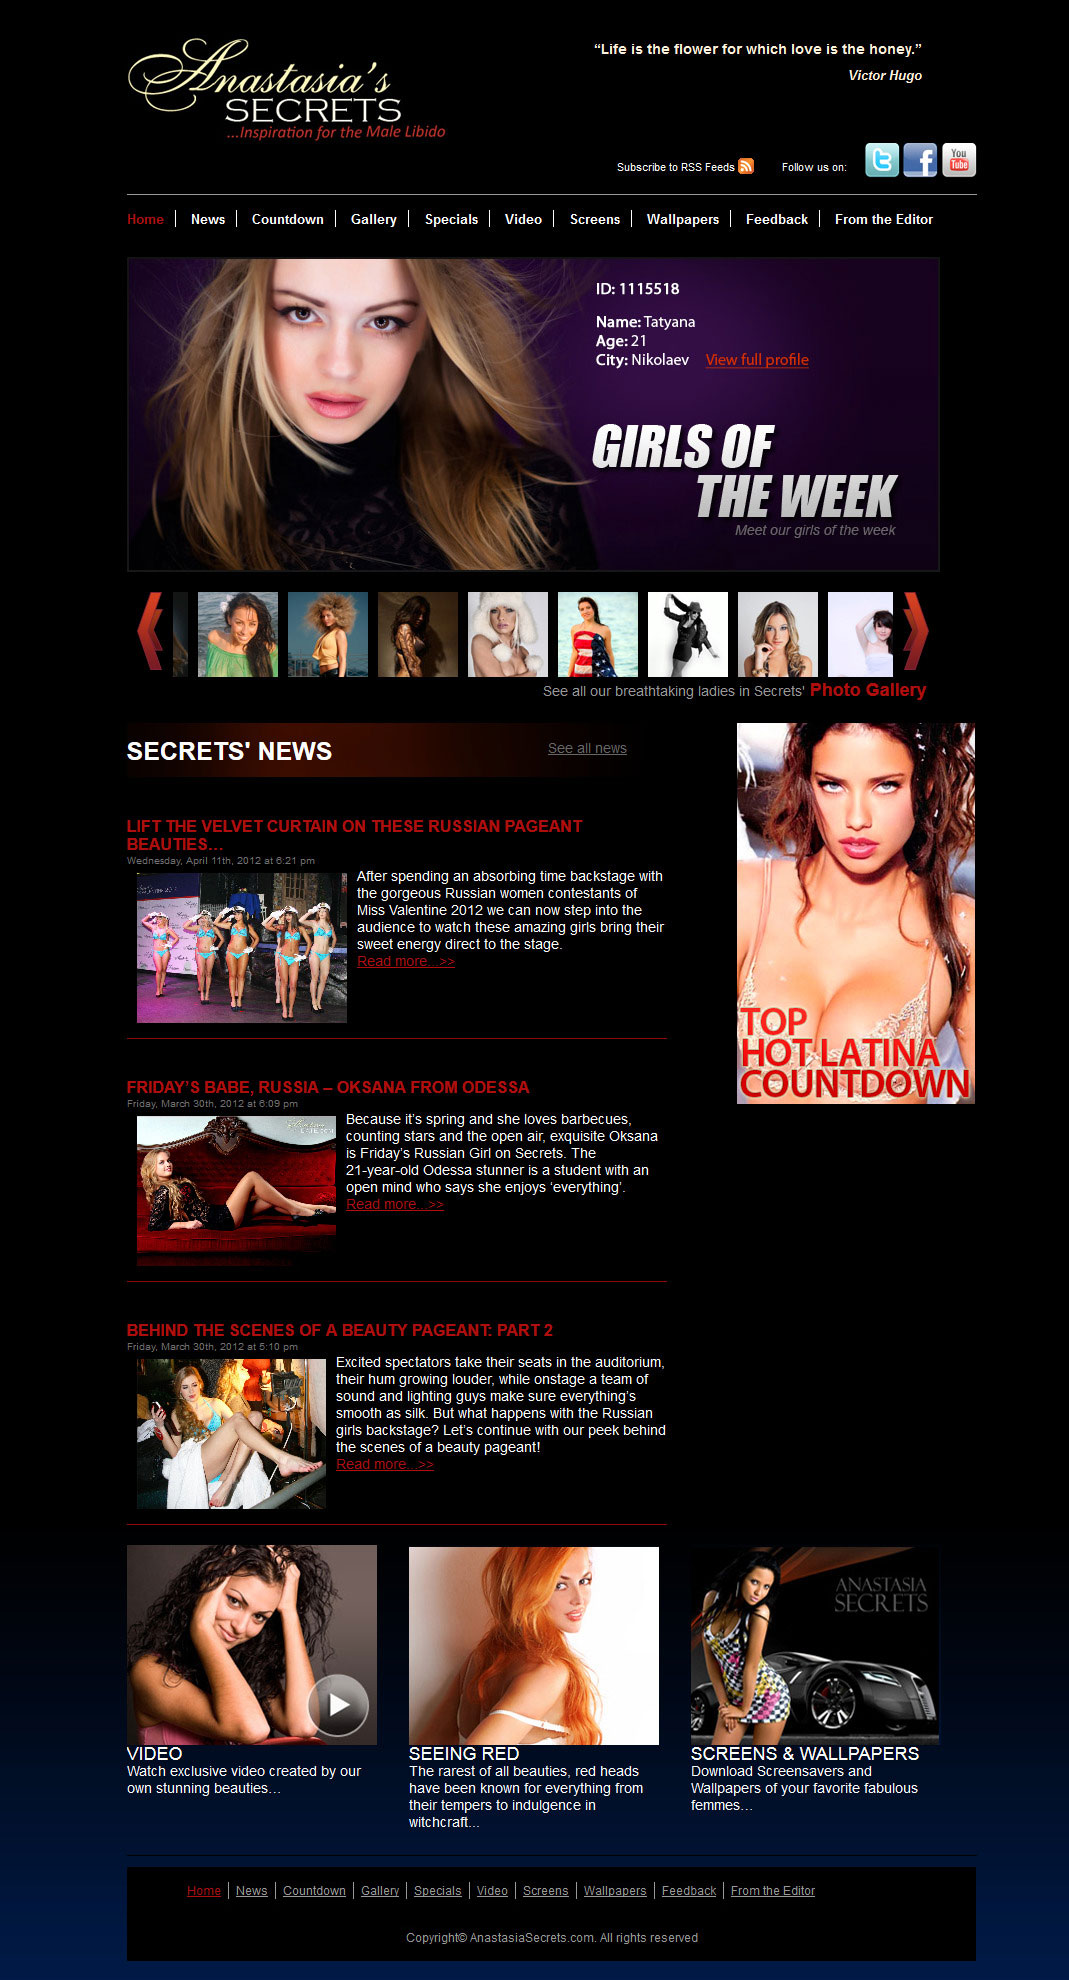 Anastasia's
SECRETS
...Inspiration for the Male Libido
“Life is the flower for which love is the honey.”
Victor Hugo
Subscribe to RSS Feeds
Follow us on:
You
Tube
Home
News
Countdown
Gallery
Specials
Video
Screens
Wallpapers
Feedback
From the Editor
ID: 1115518
Name: Tatyana
Age: 21
City: Nikolaev View full profile
GIRLS OF
THE WEEK
Meet our girls of the week
See all our breathtaking ladies in Secrets' Photo Gallery
SECRETS' NEWS
See all news
LIFT THE VELVET CURTAIN ON THESE RUSSIAN PAGEANT
BEAUTIES…
Wednesday, April 11th, 2012 at 6:21 pm
After spending an absorbing time backstage with
the gorgeous Russian women contestants of
Miss Valentine 2012 we can now step into the
audience to watch these amazing girls bring their
sweet energy direct to the stage.
Read more...>>
TOP
HOT LATINA
COUNTDOWN
FRIDAY’S BABE, RUSSIA – OKSANA FROM ODESSA
Friday, March 30th, 2012 at 6:09 pm
Because it’s spring and she loves barbecues,
counting stars and the open air, exquisite Oksana
is Friday’s Russian Girl on Secrets. The
21-year-old Odessa stunner is a student with an
open mind who says she enjoys ‘everything’.
Read more...>>
BEHIND THE SCENES OF A BEAUTY PAGEANT: PART 2
Friday, March 30th, 2012 at 5:10 pm
Excited spectators take their seats in the auditorium,
their hum growing louder, while onstage a team of
sound and lighting guys make sure everything’s
smooth as silk. But what happens with the Russian
girls backstage? Let’s continue with our peek behind
the scenes of a beauty pageant!
Read more...>>
ANASTASIA
SECRETS
VIDEO
Watch exclusive video created by our
own stunning beauties…
SEEING RED
The rarest of all beauties, red heads
have been known for everything from
their tempers to indulgence in
witchcraft...
SCREENS & WALLPAPERS
Download Screensavers and
Wallpapers of your favorite fabulous
femmes…
Home
News
Countdown
Gallery
Specials
Video
Screens
Wallpapers
Feedback
From the Editor
Copyright© AnastasiaSecrets.com. All rights reserved